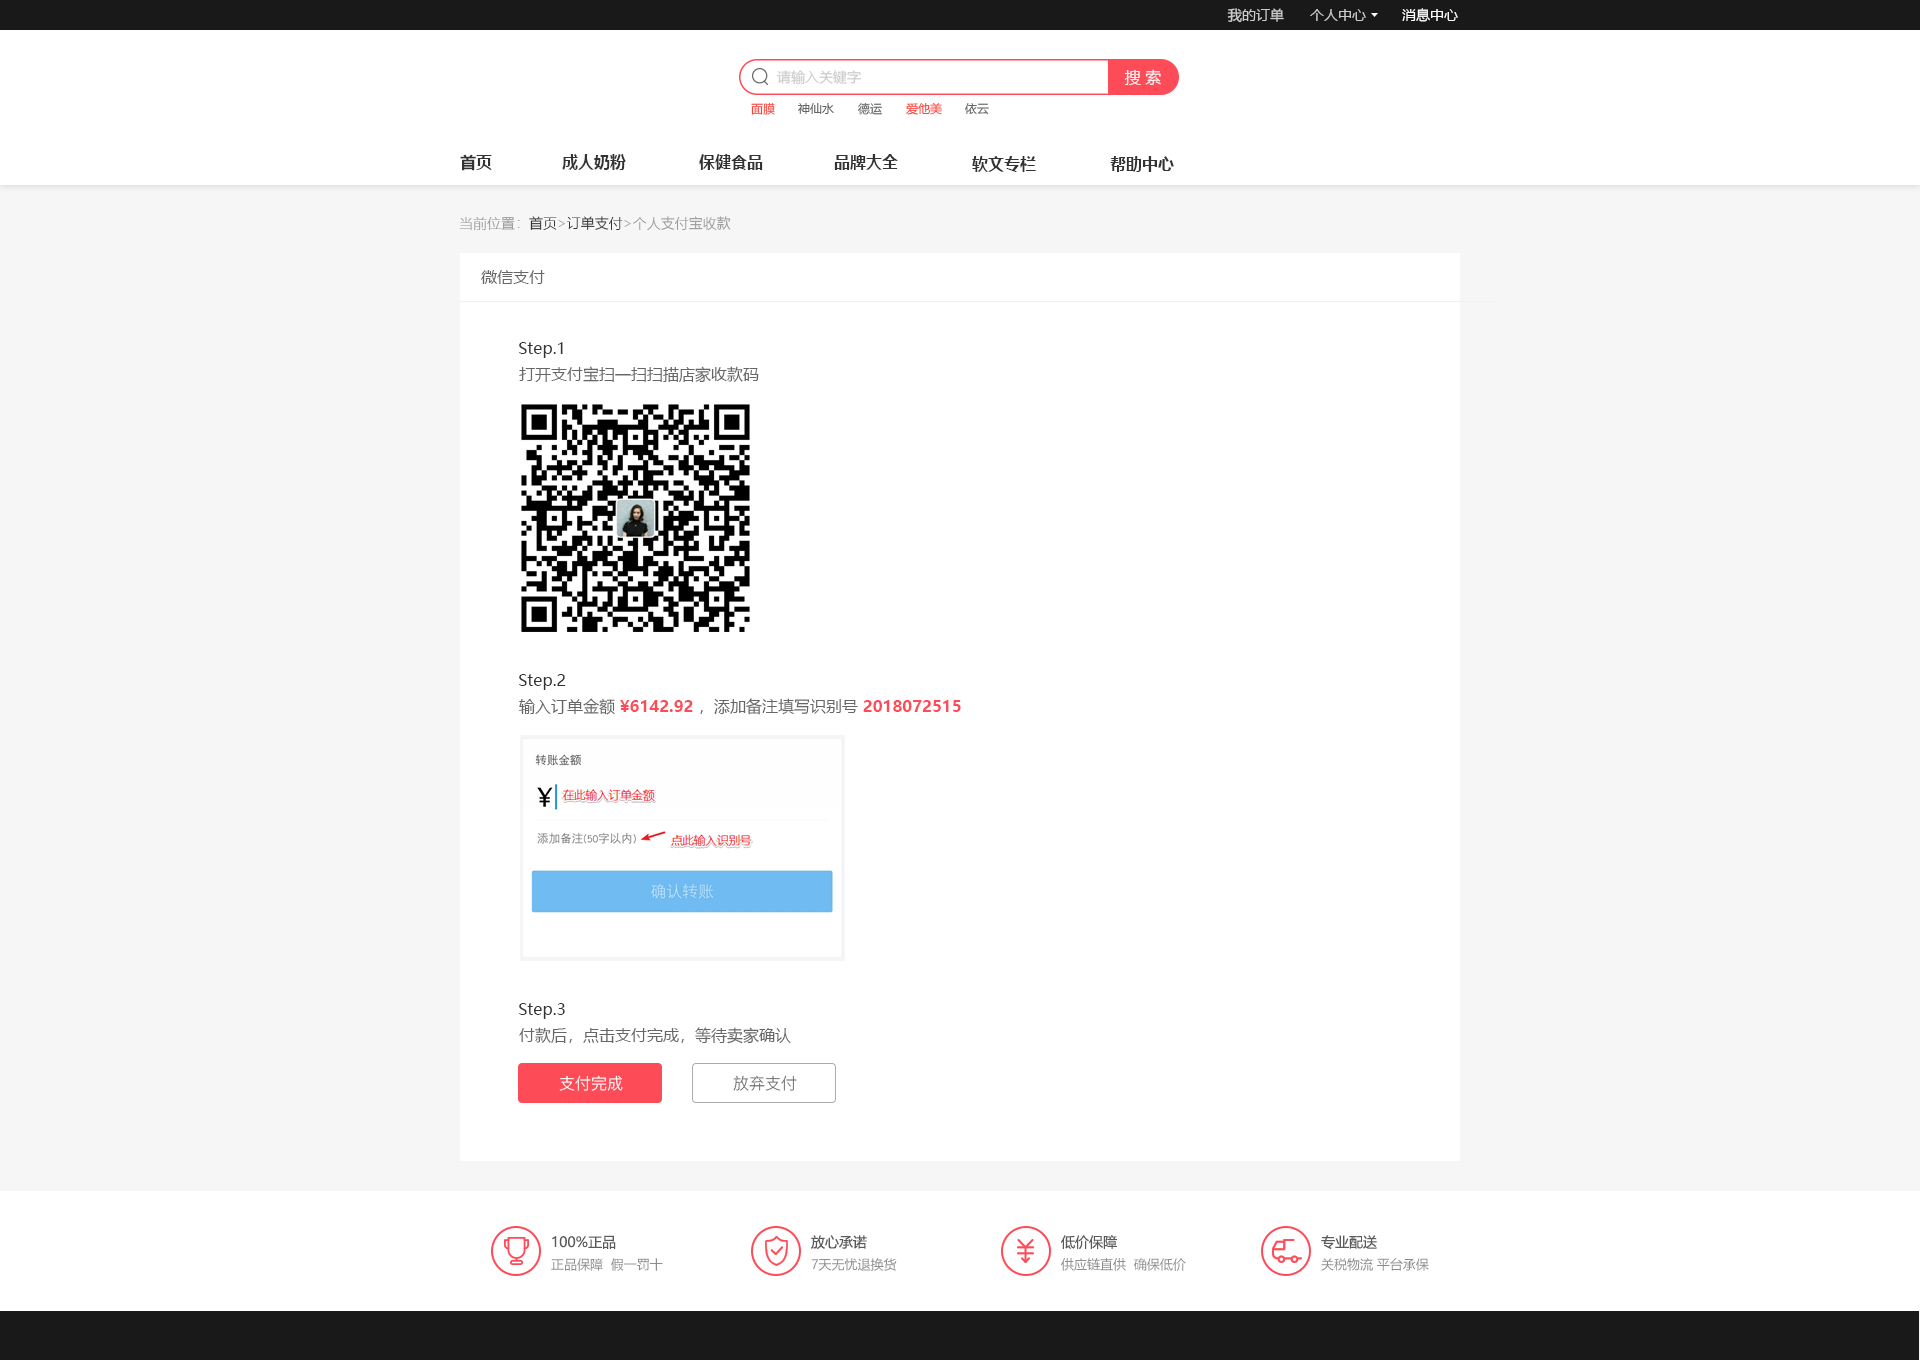 我的订单 个人中心 消息中心
请输入关键字 搜 索
面膜 神仙水 德运 爱他美 依云
首页 成人奶粉 保健食品 品牌大全 软文专栏 帮助中心
当前位置：首页>订单支付>个人支付宝收款
微信支付
Step.1
打开支付宝扫一扫扫描店家收款码
Step.2
输入订单金额 ¥6142.92 ，添加备注填写识别号 2018072515
转账金额
¥ 在此输入订单金额
添加备注(50字以内) 点此输入识别号
确认转账
Step.3
付款后，点击支付完成，等待卖家确认
支付完成 放弃支付
100%正品 放心承诺 低价保障 专业配送
正品保障 假一罚十 7天无忧退换货 供应链直供 确保低价 关税物流 平台承保